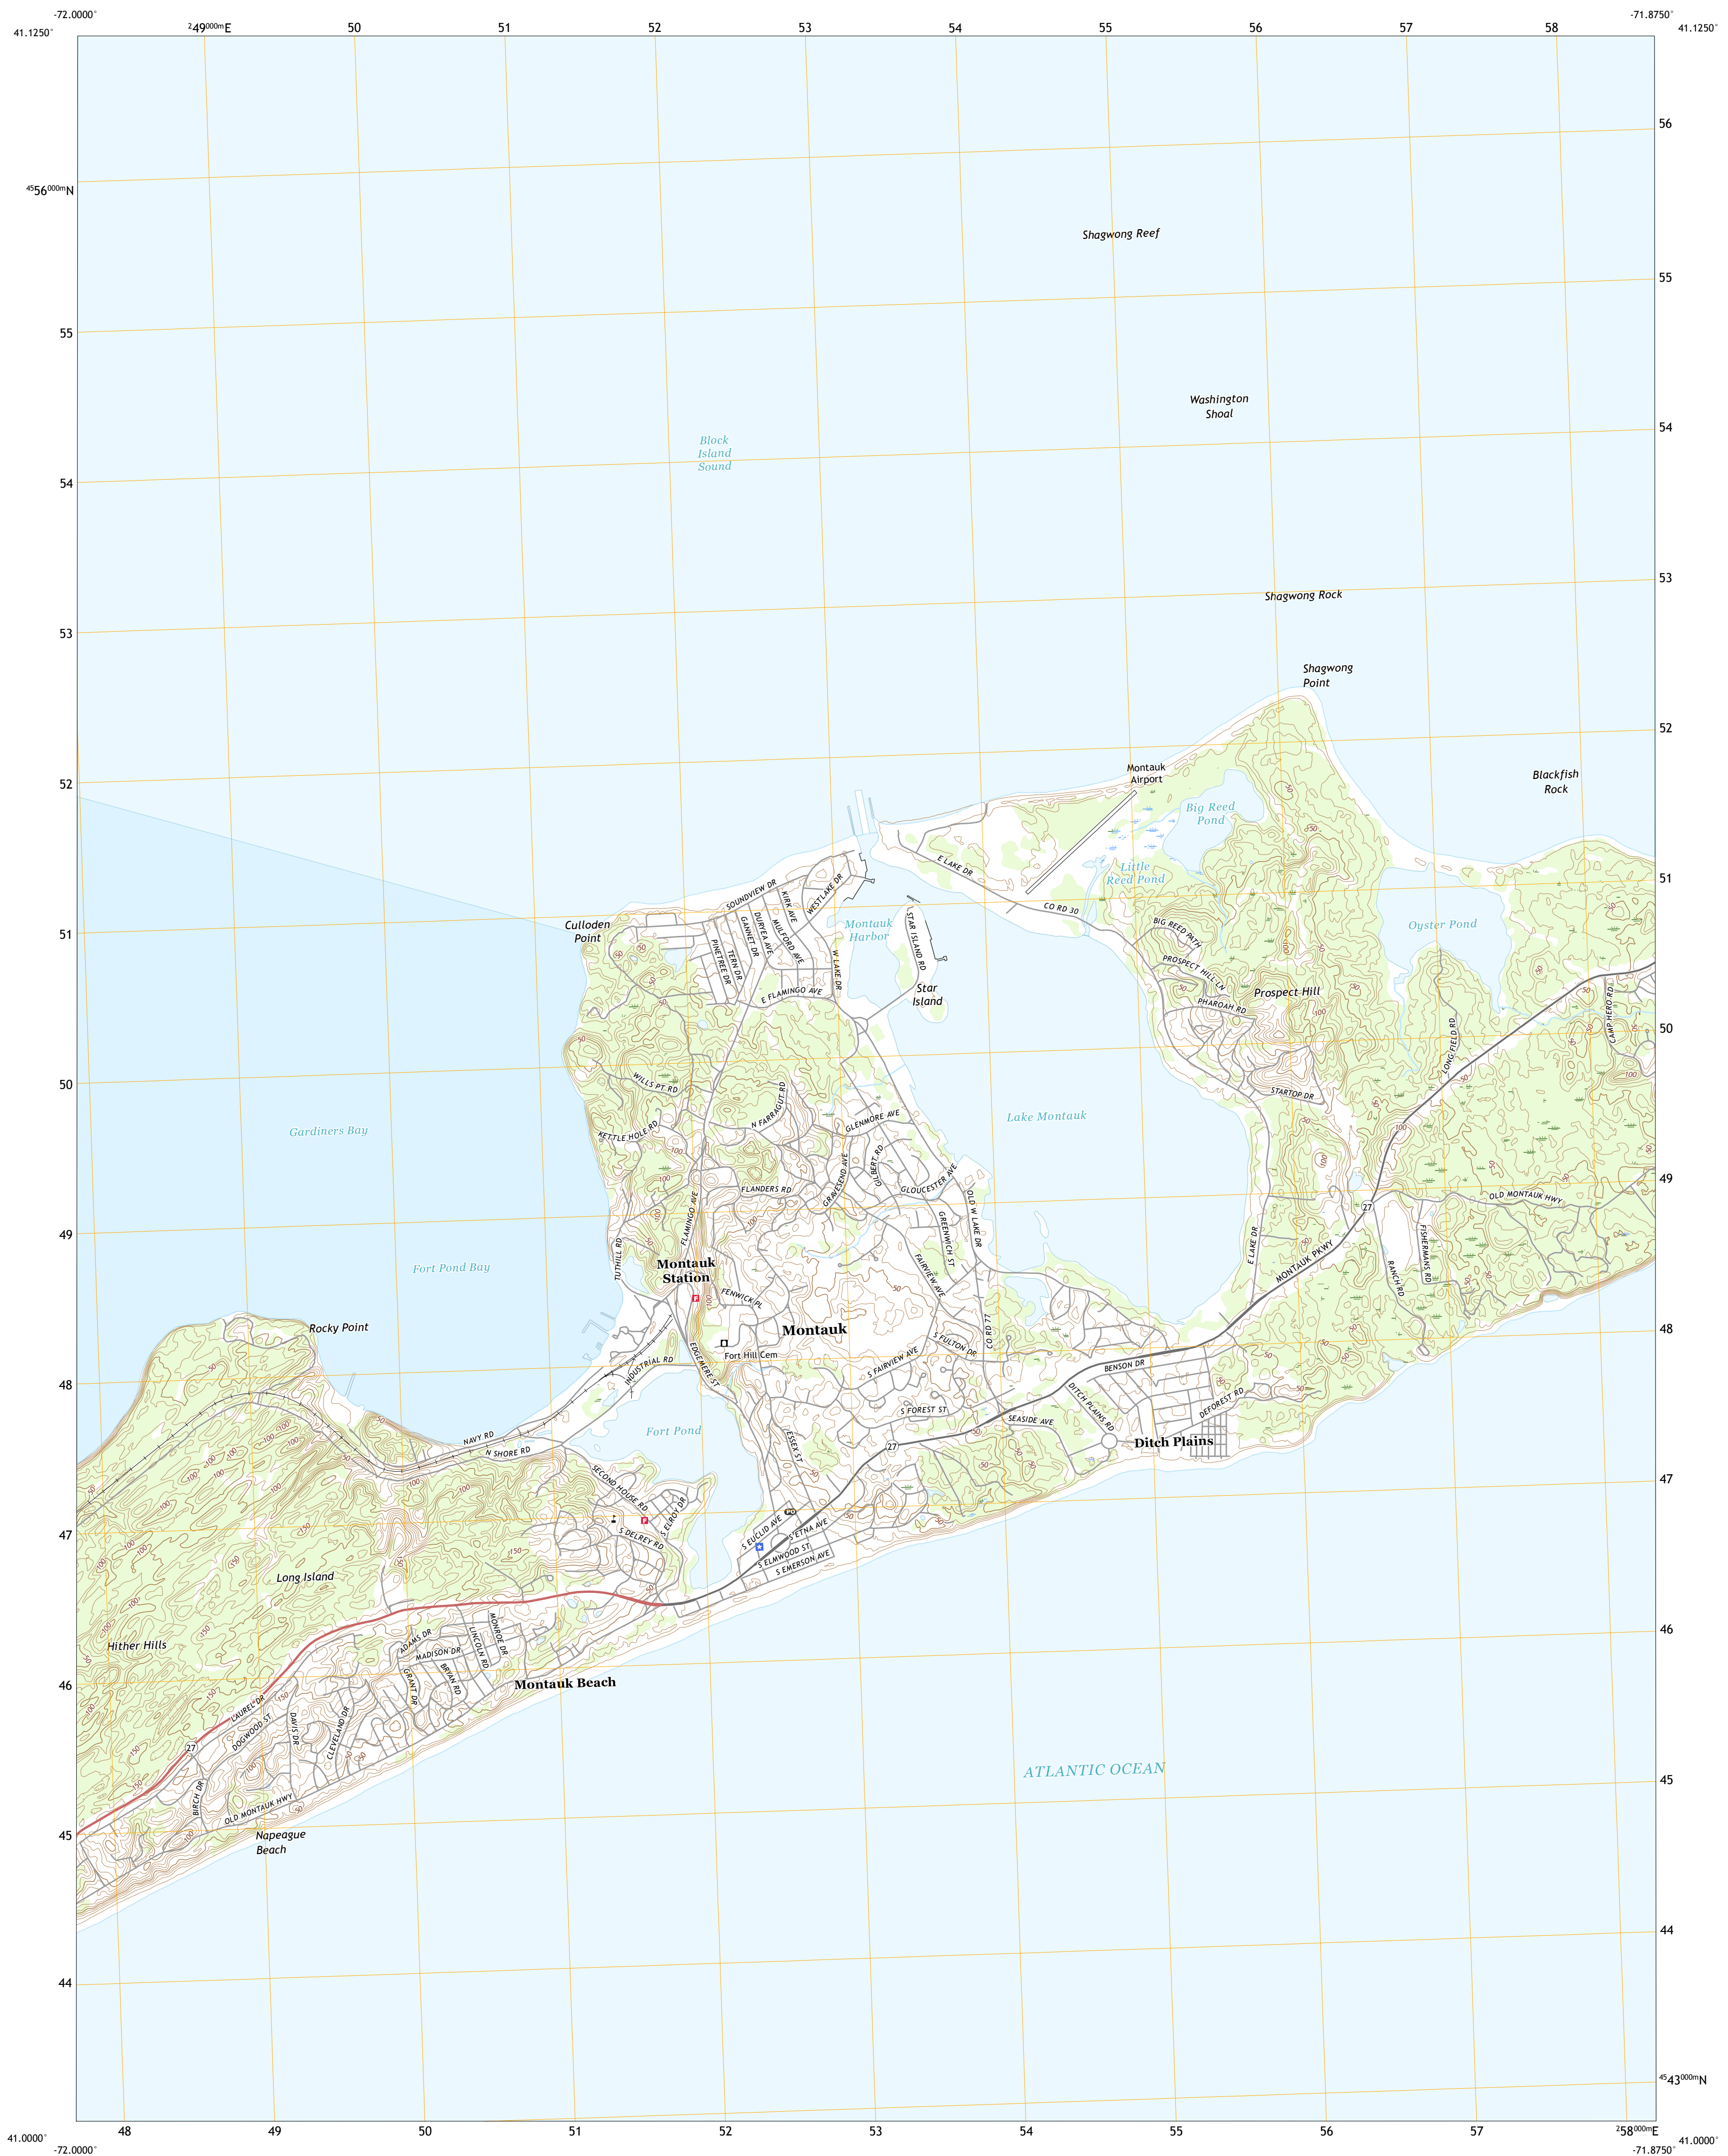 -72.0000°
-71.8750°
41.1250°
249000mE
50
51
52
53
54
55
56
57
58
41.1250°
56
4556000mN
Shagwong Reef
55
55
Washington
Shoal
54
Block
Island
Sound
54
53
Shagwong Rock
53
Shagwong
Point
52
Montauk
Airport
Blackfish
Rock
52
Big Reed
Pond
E LAKE DR
Little
Reed Pond
51
SOUNDVIEW DR
KIRK AVE
WESTLAKE DR
CO RD 30
Culloden
Point
51
PINETREE DR
TERN DR
GANNET DR
DURYEA AVE
MULFORD AVE
Montauk
Harbor
STAR ISLAND RD
BIG REED PATH
Oyster Pond
W LAKE DR
PROSPECT HILL LN
E FLAMINGO AVE
Star
Island
Prospect Hill
PHAROAH RD
CAMP HERO RD
50
100
LONG FIELD RD
50
WILLS PT RD
N FARRAGUT RD
STARTOP DR
100
Gardiners Bay
KETTLE HOLE RD
GLENMORE AVE
Lake Montauk
100
GRAVESEND AVE
GILBERT RD
GLOUCESTER AVE
FLANDERS RD
49
OLD MONTAUK HWY
27
49
FLAMINGO AVE
OLD W LAKE DR
GREENWICH ST
TUTHILL RD
FAIRVIEW AVE
E LAKE DR
MONTAUK PKWY
RANCH RD
FISHERMANS RD
Fort Pond Bay
Montauk
Station
F
FENWICK PL
Rocky Point
Montauk
CO RD 77
48
Fort Hill Cem
S FULTON DR
EDGEMERE ST
INDUSTRIAL RD
S FAIRVIEW AVE
BENSON DR
48
DITCH PLAINS RD
DEFOREST RD
S FOREST ST
SEASIDE AVE
Fort Pond
NAVY RD
N SHORE RD
ESSEX ST
27
Ditch Plains
47
SECOND HOUSE RD
S ELROY DR
PO
F
S DELREY RD
S EUCLID AVE
S ETNA AVE
S ELMWOOD ST
S EMERSON AVE
47
150
Long Island
Hither Hills
46
ADAMS DR
MADISON DR
LINCOLN RD
MONROE DR
GRANT DR
BRYAN RD
Montauk Beach
46
LAUREL DR
DOGWOOD ST
DAVIS DR
CLEVELAND DR
27
BIRCH DR
OLD MONTAUK HWY
ATLANTIC OCEAN
45
45
Napeague
Beach
44
44
4543000mN
48
49
50
51
52
53
54
55
56
57
258000mE
41.0000°
-72.0000°
41.0000°
-71.8750°